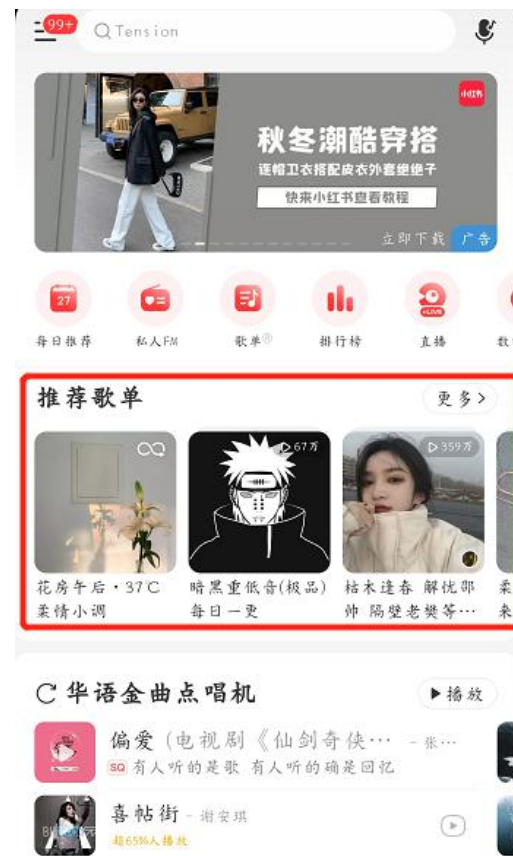 99+
Tension
小红书
秋冬潮酷穿搭
连帽卫衣搭配皮衣外套绝绝子
快来小红书查看教程
立即下载 广告
27
LIVE
每日推荐 私人FM 歌单 排行榜 直播 数
推荐歌单 更多>
67万 359万
花房午后·37℃ 暗黑重低音(极品) 枯木逢春 解忧邵 柔
柔情小调 每日一更 帅 隔壁老樊等… 来
华语金曲点唱机 播放
偏爱 (电视剧《仙剑奇侠… - 张…
SQ 有人听的是歌 有人听的确是回忆
喜帖街 - 谢安琪
超65%人播放